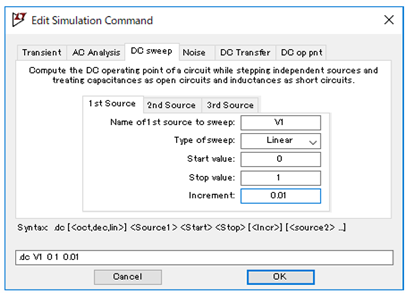 Edit Simulation Command
Transient AC Analysis DC sweep Noise DC Transfer DC op pnt
Compute the DC operating point of a circuit while stepping independent sources and
treating capacitances as open circuits and inductances as short circuits.
1st Source 2nd Source 3rd Source
Name of 1st source to sweep: V1
Type of sweep: Linear
Start value: 0
Stop value: 1
Increment: 0.01
Syntax: .dc [<oct,dec,lin>] <Source1> <Start> <Stop> [<Incr>] [<source2> ...]
.dc V1 0 1 0.01
Cancel OK